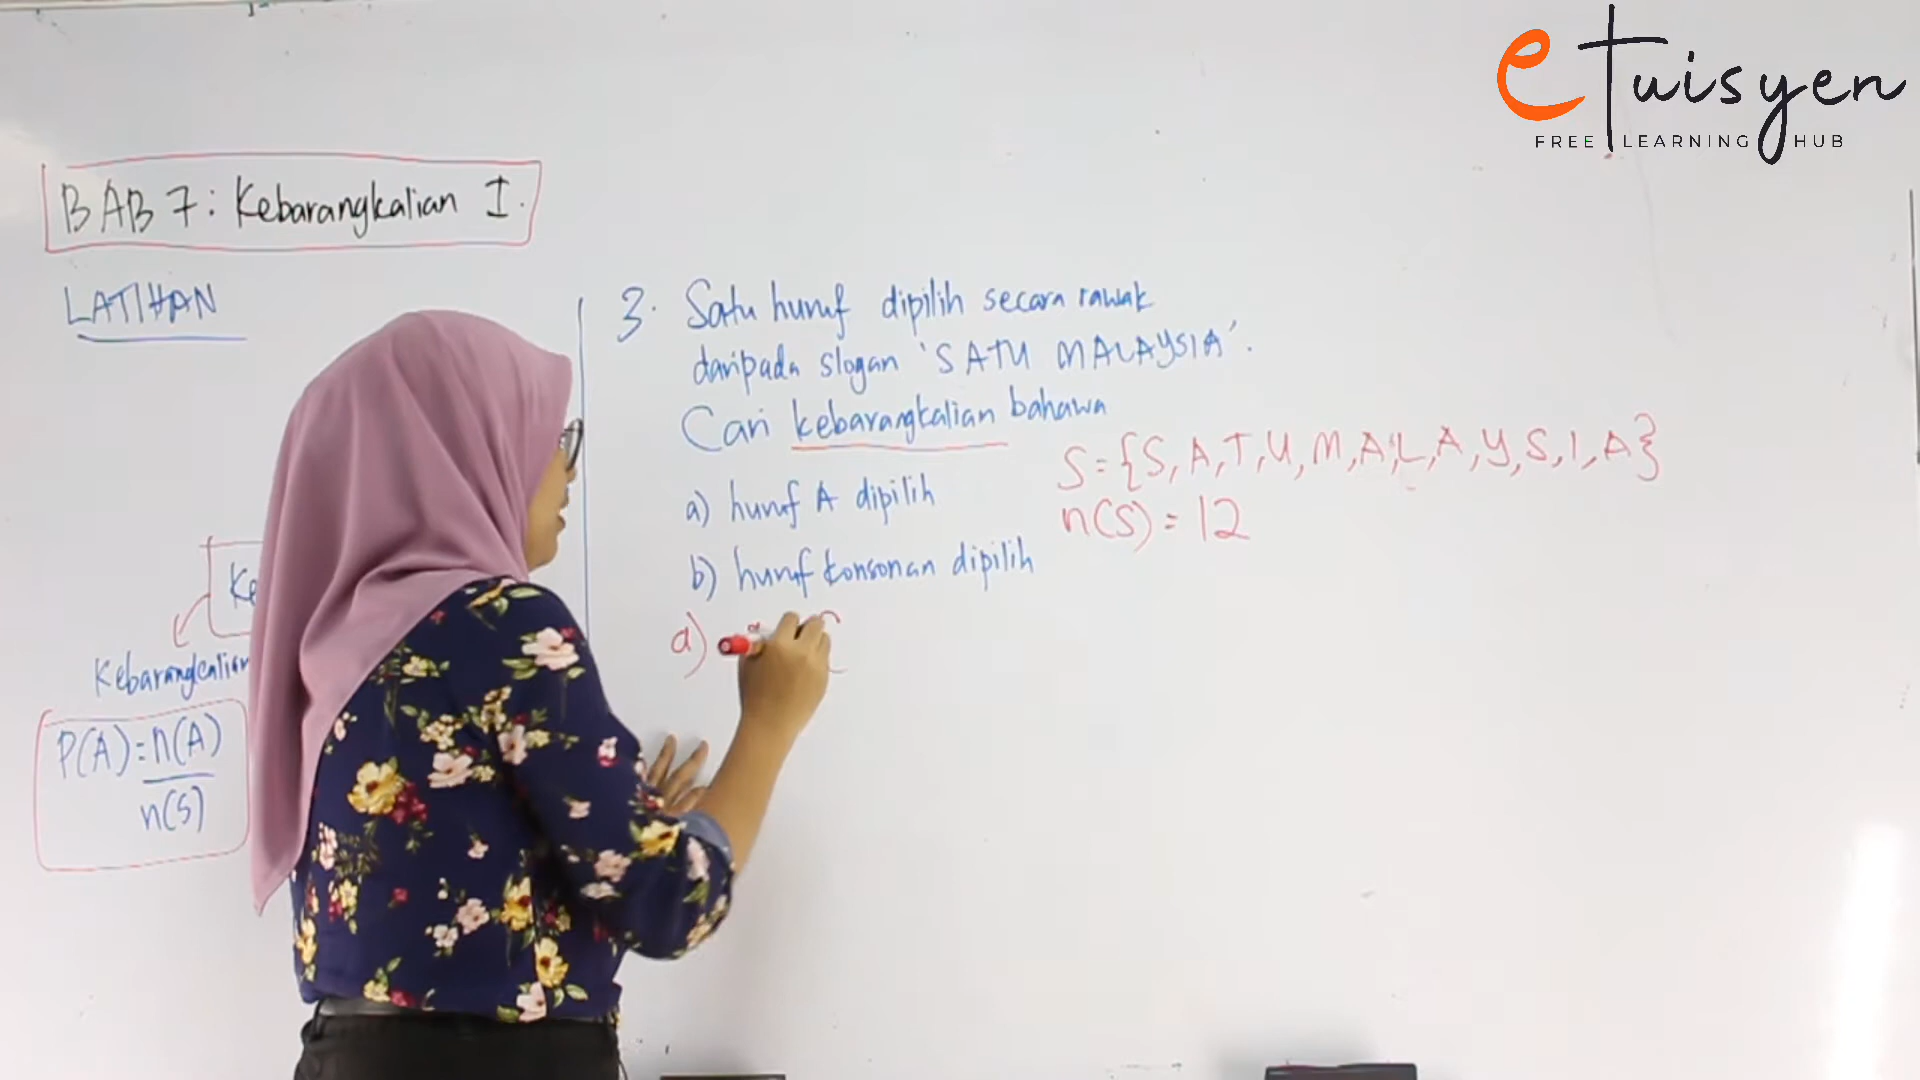 eTuisyen
FREE LEARNING HUB
BAB 7: Kebarangkalian I.
LATIHAN
Kebarangkalian
P(A) = n(A)
n(S)
3. Satu huruf dipilih secara rawak
daripada slogan 'SATU MALAYSIA'.
Cari kebarangkalian bahawa
a) huruf A dipilih
b) huruf konsonan dipilih
S = {S, A, T, U, M, A, L, A, Y, S, I, A}
n(S) = 12
a)